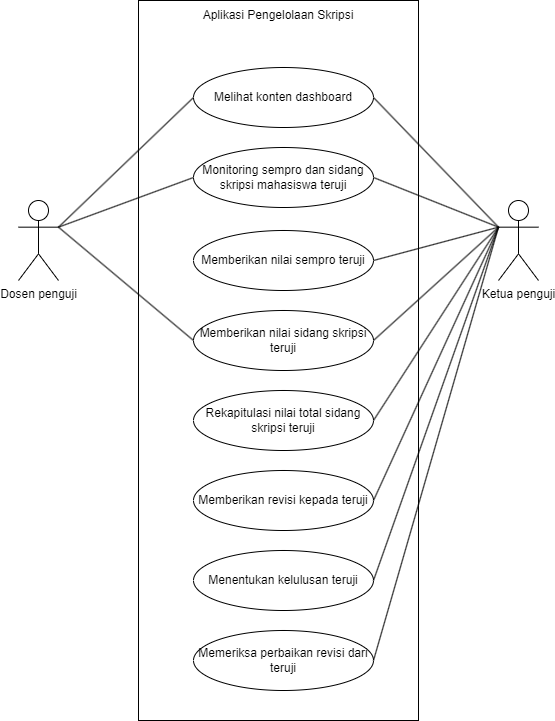 Aplikasi Pengelolaan Skripsi
Melihat konten dashboard
Monitoring sempro dan sidang
skripsi mahasiswa teruji
Memberikan nilai sempro teruji
Dosen penguji
Ketua penguji
Memberikan nilai sidang skripsi
teruji
Rekapitulasi nilai total sidang
skripsi teruji
Memberikan revisi kepada teruji
Menentukan kelulusan teruji
Memeriksa perbaikan revisi dari
teruji